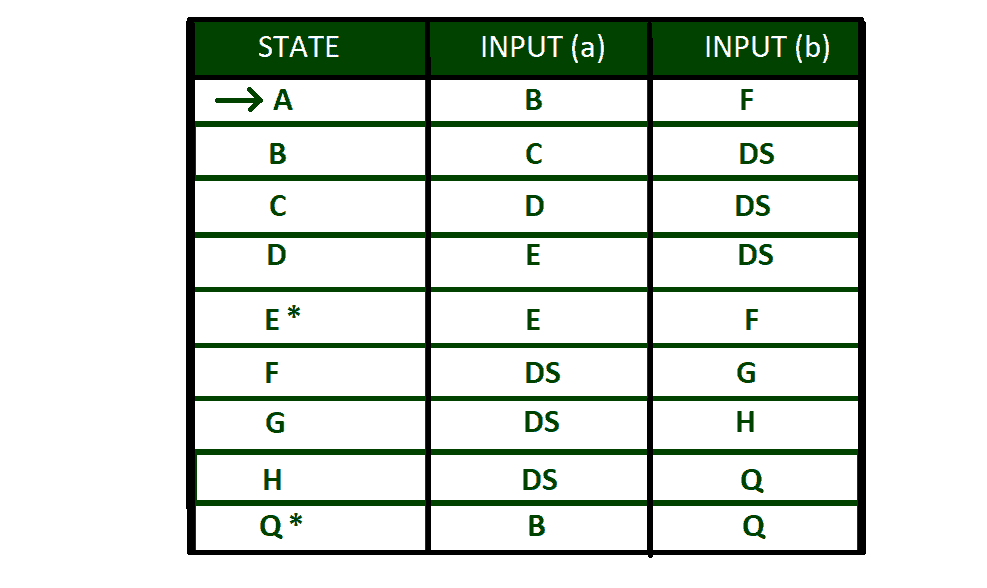 STATE INPUT (a) INPUT (b)
→ A B F
B C DS
C D DS
D E DS
E * E F
F DS G
G DS H
H DS Q
Q * B Q